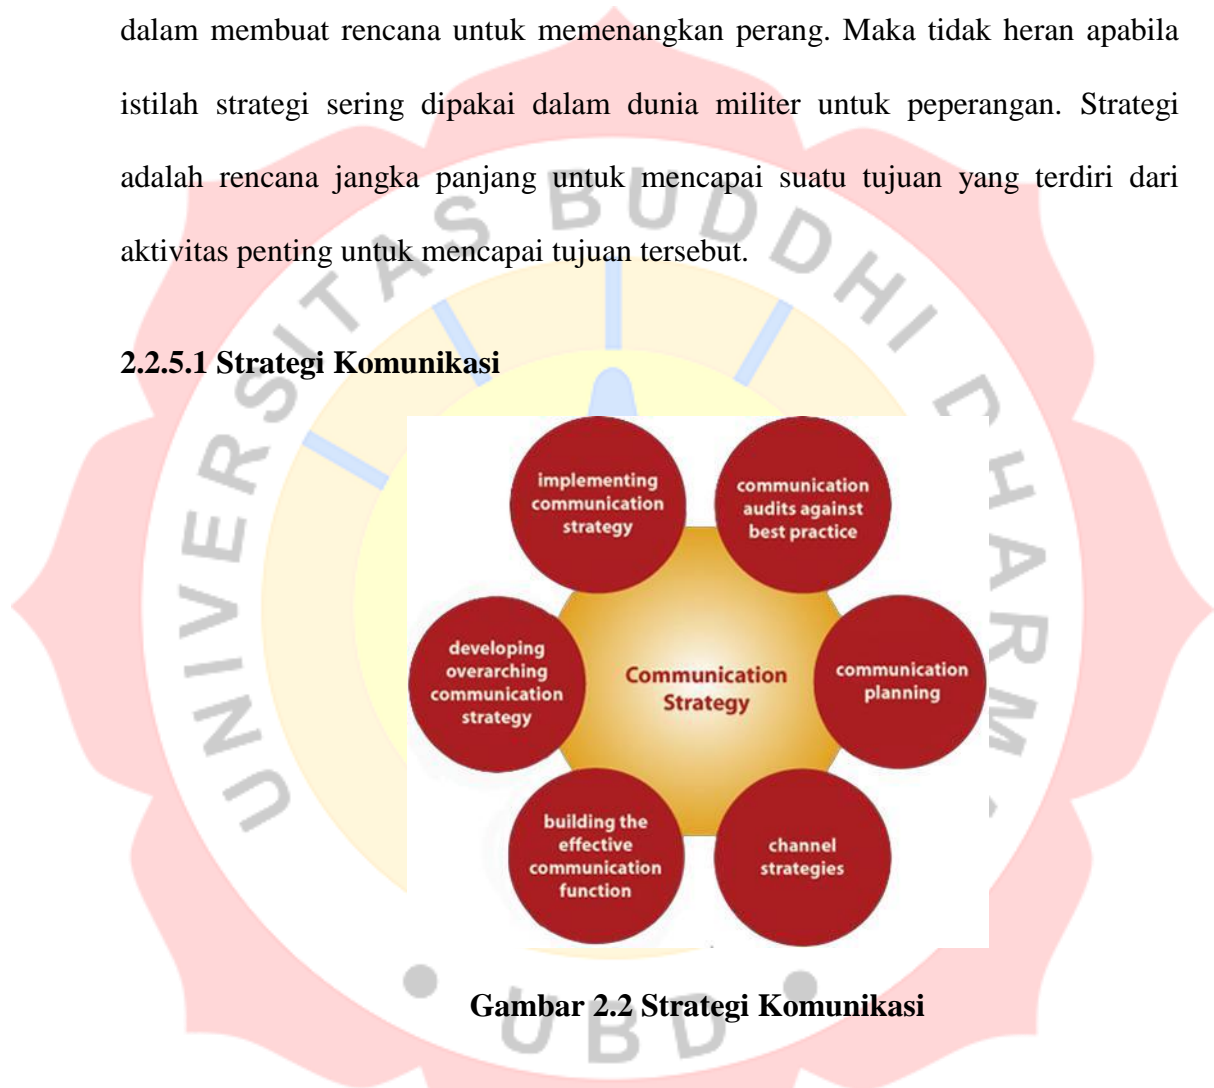 dalam membuat rencana untuk memenangkan perang. Maka tidak heran apabila
istilah strategi sering dipakai dalam dunia militer untuk peperangan. Strategi
adalah rencana jangka panjang untuk mencapai suatu tujuan yang terdiri dari
aktivitas penting untuk mencapai tujuan tersebut.
2.2.5.1 Strategi Komunikasi
implementing
communication
strategy
communication
audits against
best practice
developing
overarching
communication
strategy
Communication
Strategy
communication
planning
building the
effective
communication
function
channel
strategies
Gambar 2.2 Strategi Komunikasi
UNIVERSITAS BUDDHI DHARMA
UBD